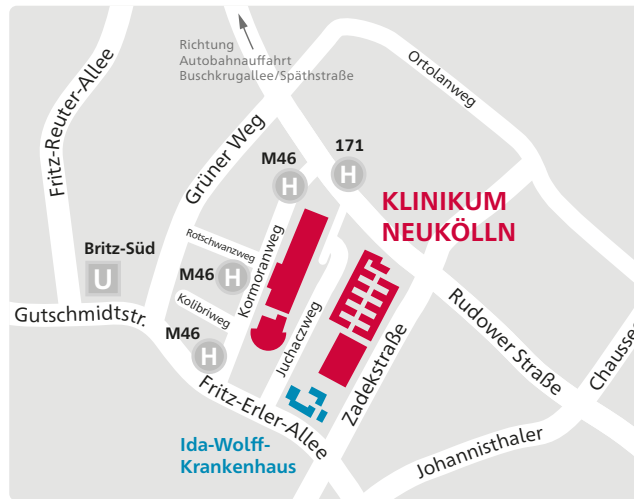 Richtung
Autobahnauffahrt
Buschkrugallee/Späthstraße
Fritz-Reuter-Allee
Ortolanweg
Grüner Weg
171
H
M46
H
KLINIKUM
NEUKÖLLN
Rotschwanzweg
Britz-Süd
U
M46
H
Kormoranweg
Kolibriweg
Gutschmidtstr.
M46
H
Juchaczweg
Zadekstraße
Rudower Straße
Chausse
Fritz-Erler-Allee
Johannisthaler
Ida-Wolff-
Krankenhaus